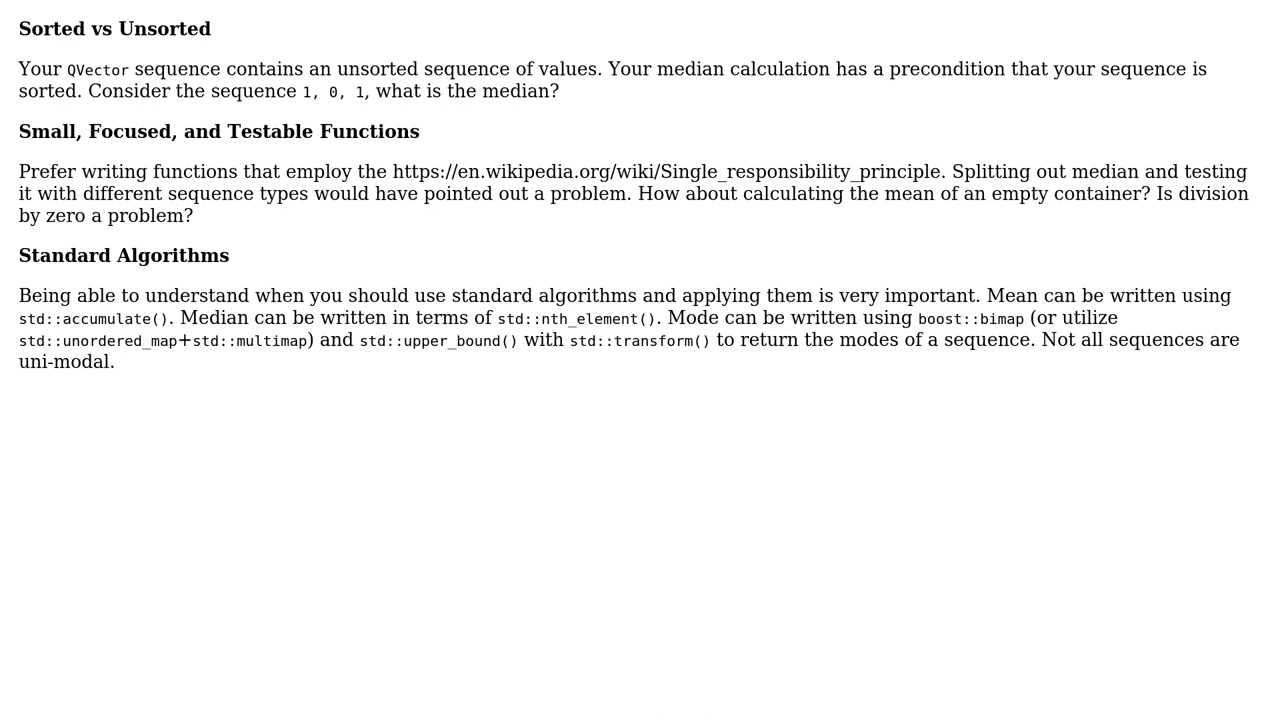 Sorted vs Unsorted
Your QVector sequence contains an unsorted sequence of values. Your median calculation has a precondition that your sequence is
sorted. Consider the sequence 1, 0, 1, what is the median?
Small, Focused, and Testable Functions
Prefer writing functions that employ the https://en.wikipedia.org/wiki/Single_responsibility_principle. Splitting out median and testing
it with different sequence types would have pointed out a problem. How about calculating the mean of an empty container? Is division
by zero a problem?
Standard Algorithms
Being able to understand when you should use standard algorithms and applying them is very important. Mean can be written using
std::accumulate(). Median can be written in terms of std::nth_element(). Mode can be written using boost::bimap (or utilize
std::unordered_map+std::multimap) and std::upper_bound() with std::transform() to return the modes of a sequence. Not all sequences are
uni-modal.